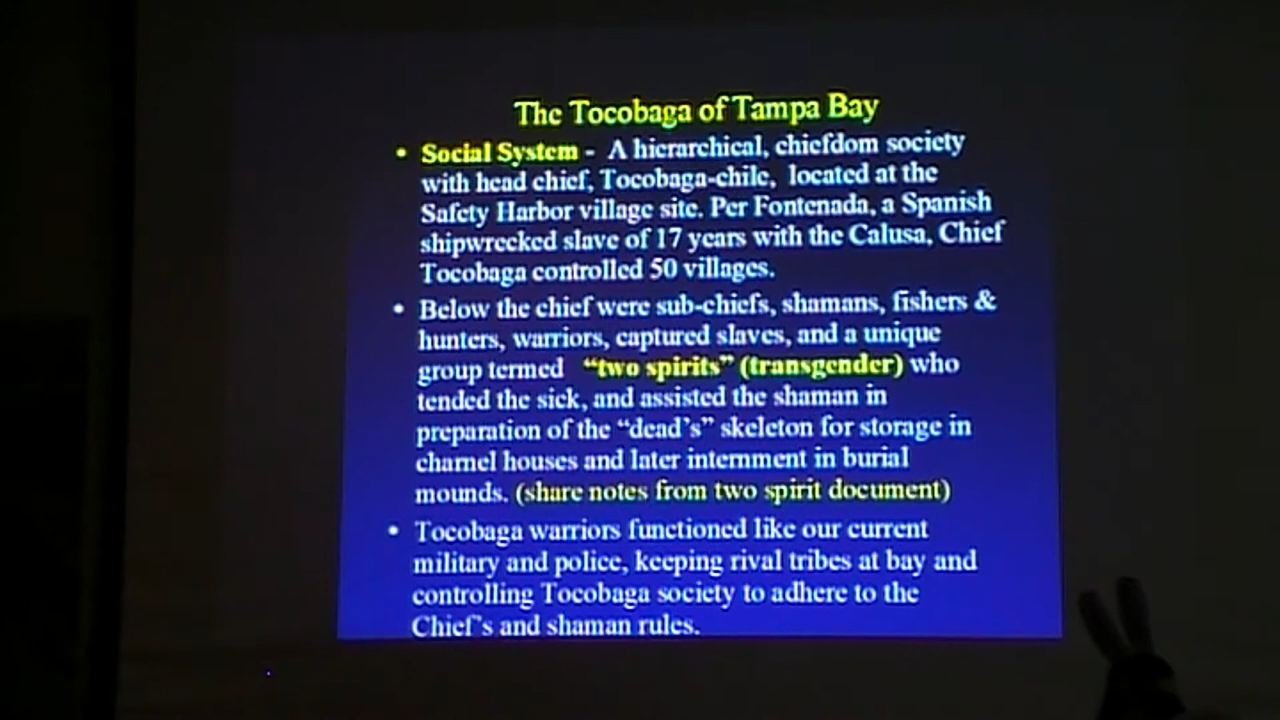 The Tocobaga of Tampa Bay
• Social System - A hierarchical, chiefdom society
with head chief, Tocobaga-chile, located at the
Safety Harbor village site. Per Fontenada, a Spanish
shipwrecked slave of 17 years with the Calusa, Chief
Tocobaga controlled 50 villages.
• Below the chief were sub-chiefs, shamans, fishers &
hunters, warriors, captured slaves, and a unique
group termed “two spirits” (transgender) who
tended the sick, and assisted the shaman in
preparation of the “dead’s” skeleton for storage in
charnel houses and later internment in burial
mounds. (share notes from two spirit document)
• Tocobaga warriors functioned like our current
military and police, keeping rival tribes at bay and
controlling Tocobaga society to adhere to the
Chief's and shaman rules.